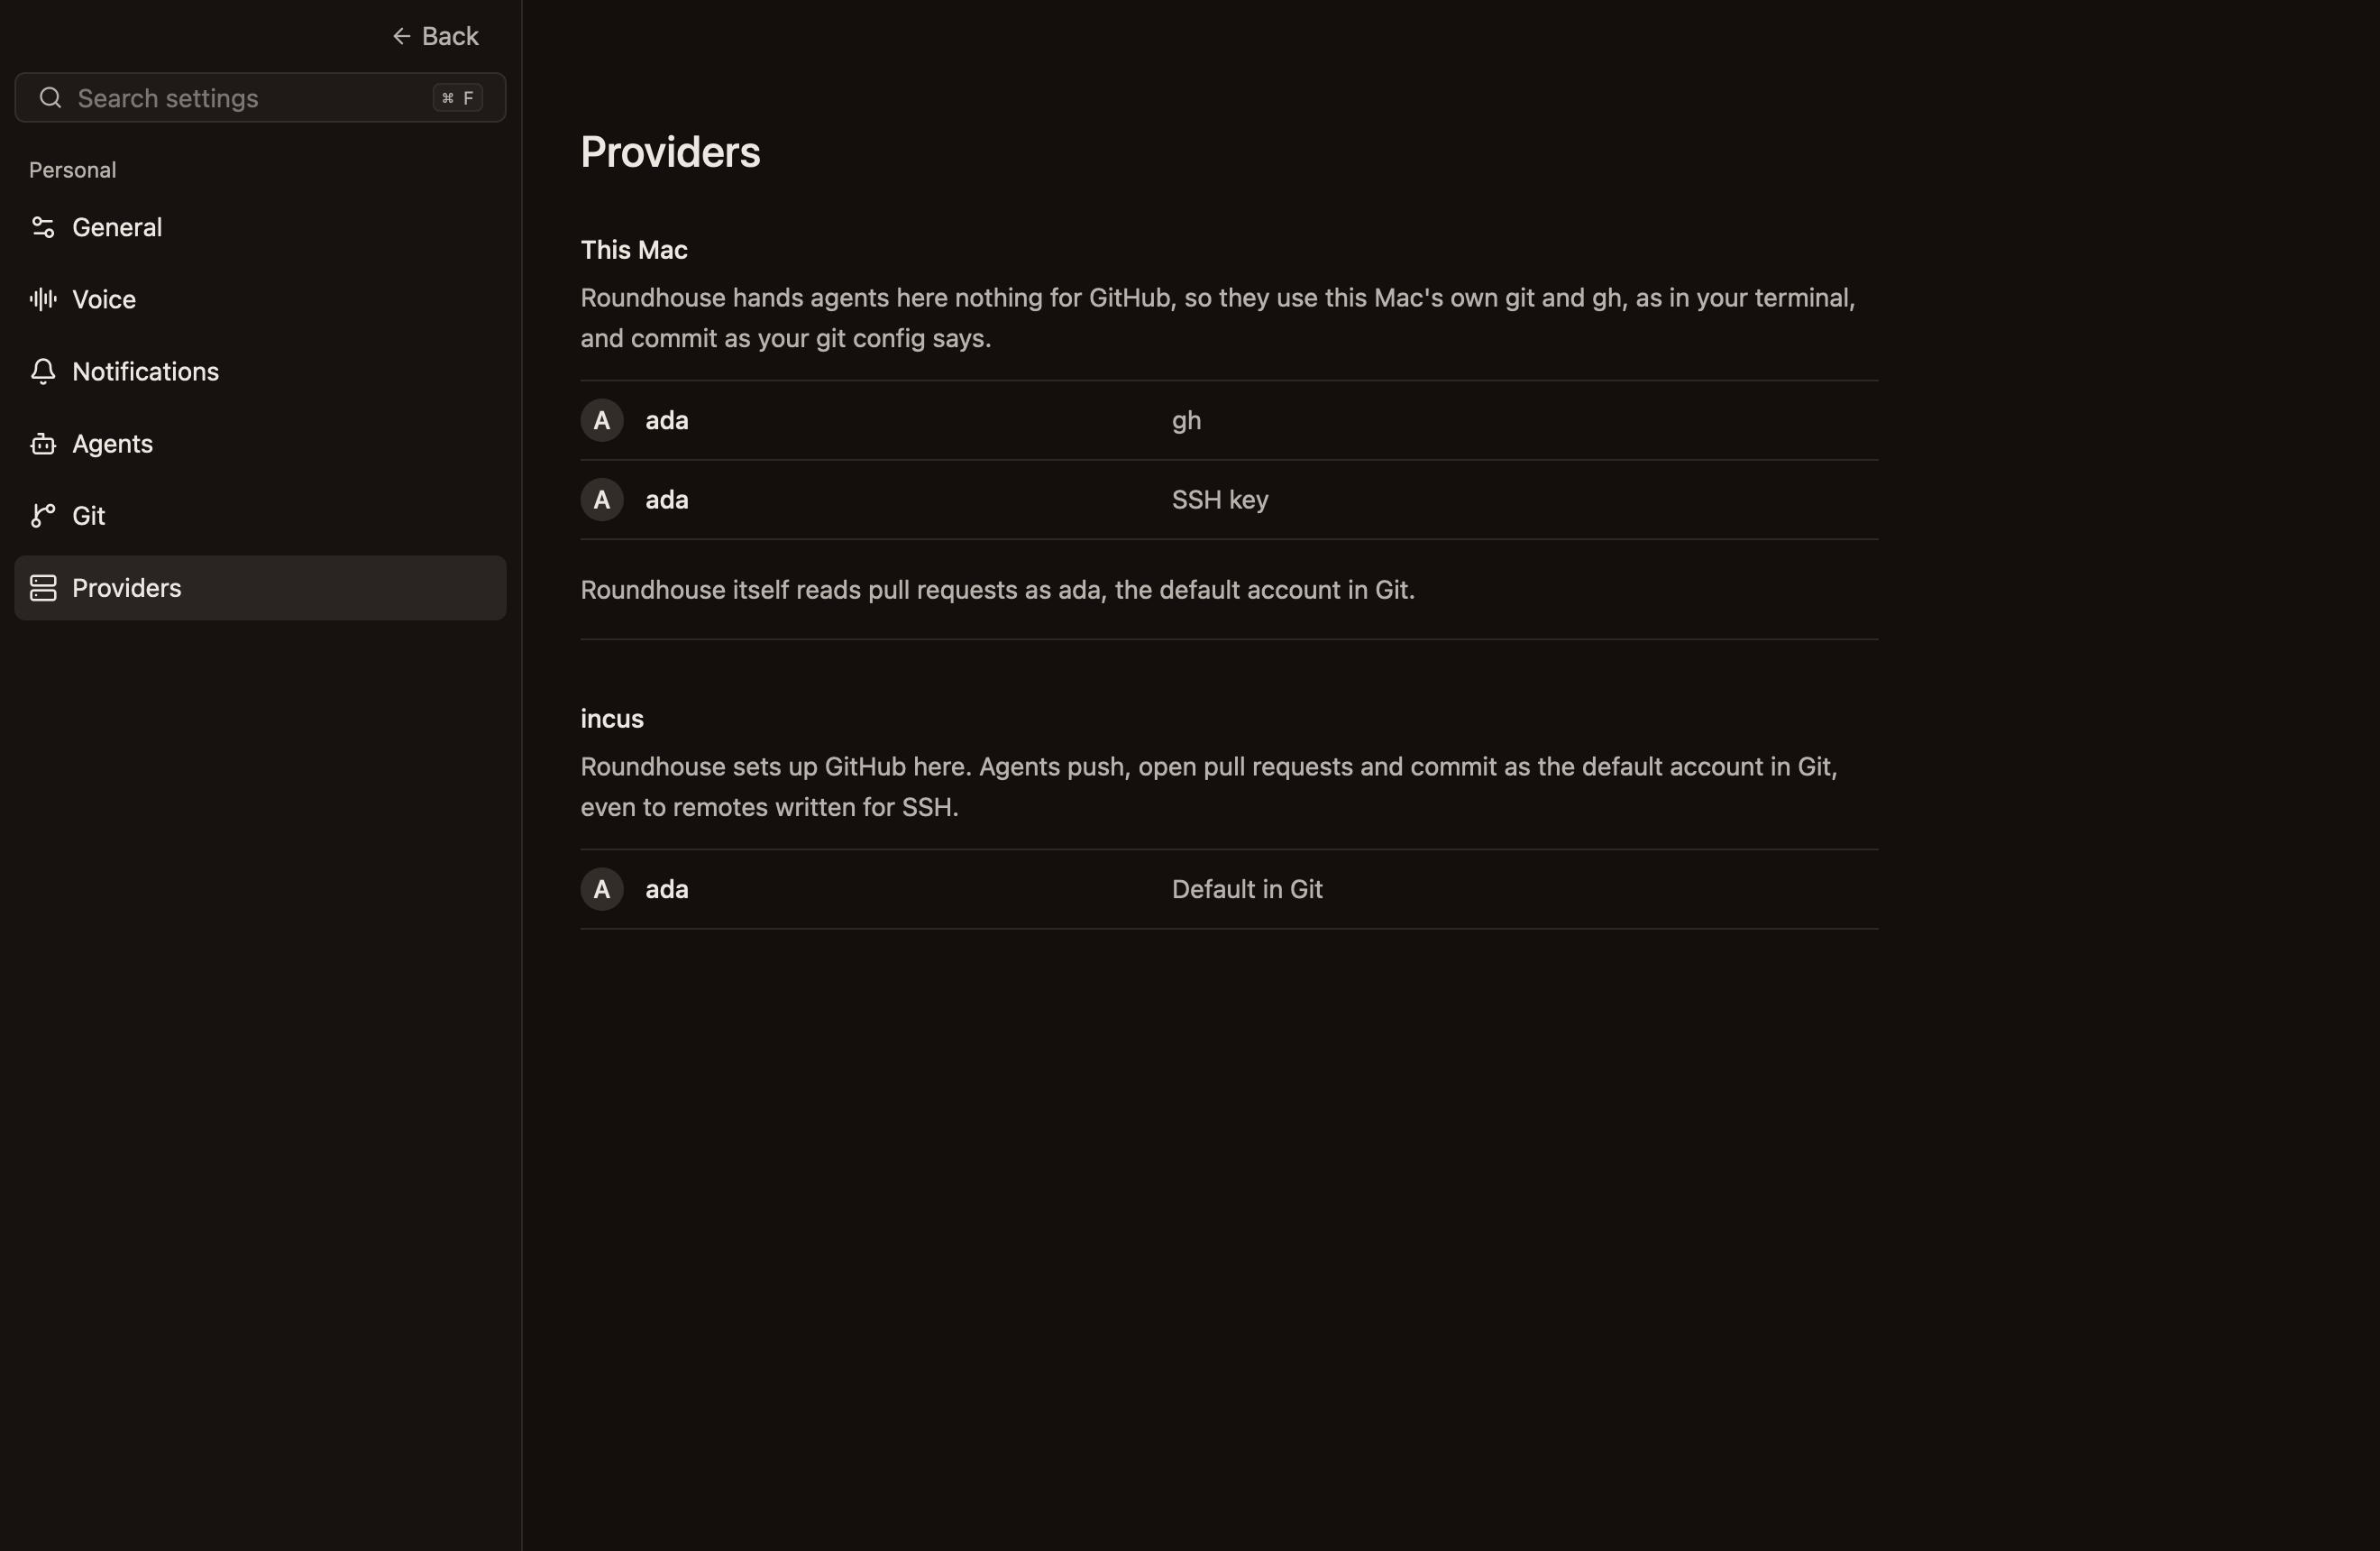 Back
Search settings
⌘ F
Personal
General
Voice
Notifications
Agents
Git
Providers
Providers
This Mac
Roundhouse hands agents here nothing for GitHub, so they use this Mac's own git and gh, as in your terminal,
and commit as your git config says.
A ada gh
A ada SSH key
Roundhouse itself reads pull requests as ada, the default account in Git.
incus
Roundhouse sets up GitHub here. Agents push, open pull requests and commit as the default account in Git,
even to remotes written for SSH.
A ada Default in Git